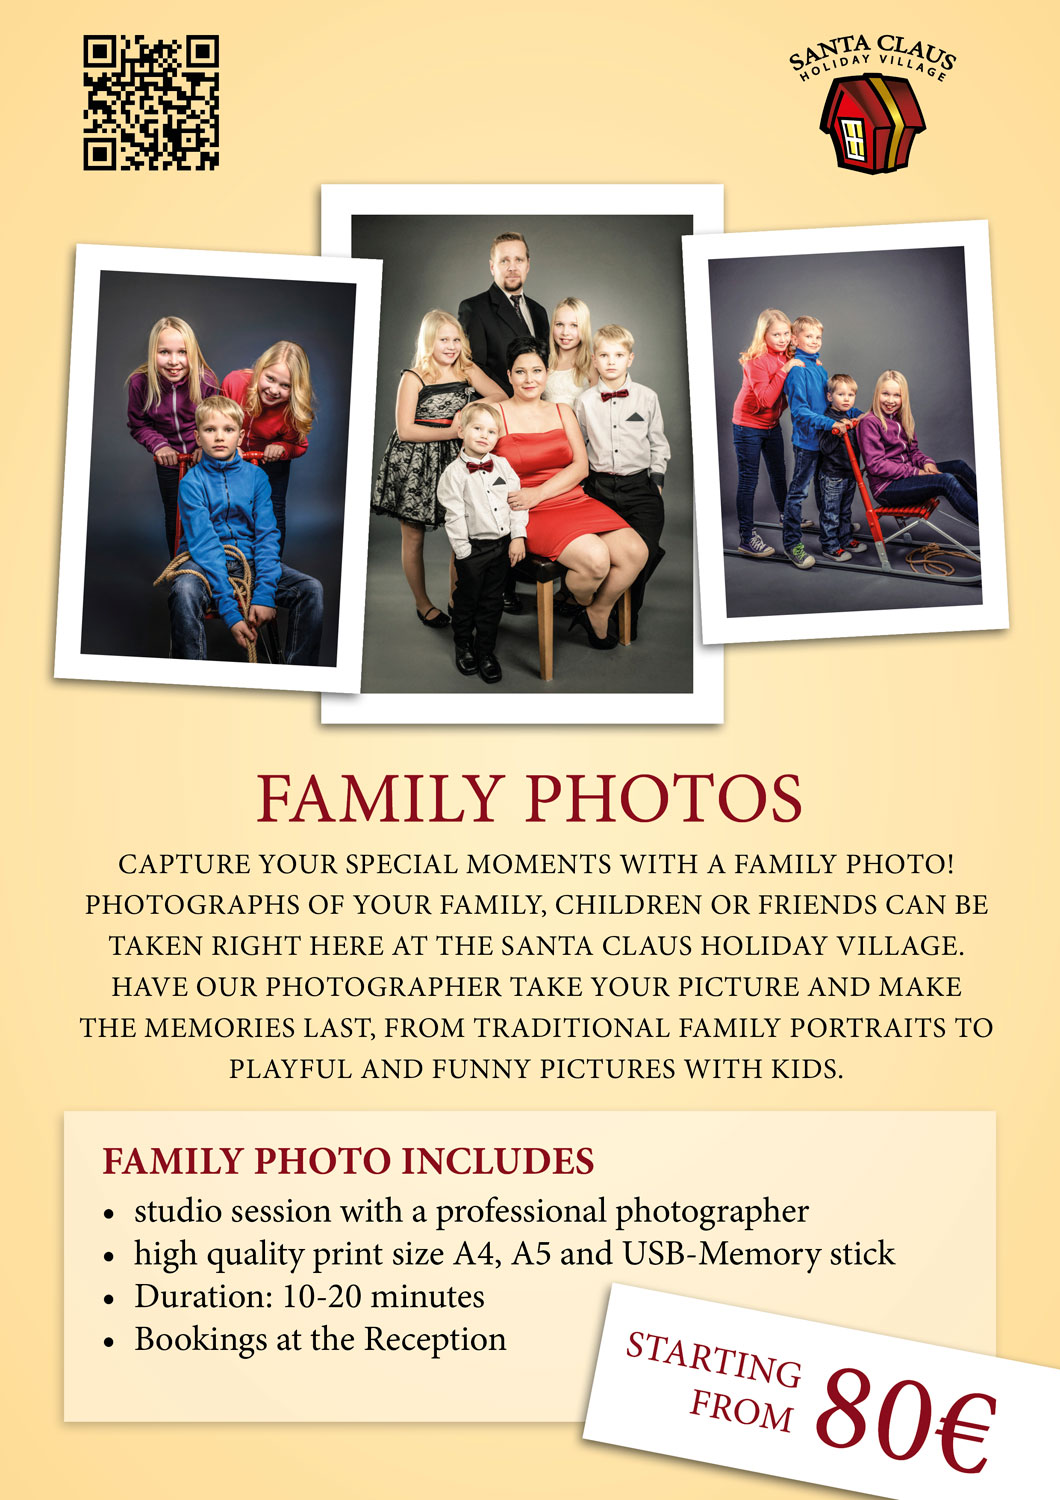 SANTA CLAUS
HOLIDAY VILLAGE
FAMILY PHOTOS
CAPTURE YOUR SPECIAL MOMENTS WITH A FAMILY PHOTO!
PHOTOGRAPHS OF YOUR FAMILY, CHILDREN OR FRIENDS CAN BE
TAKEN RIGHT HERE AT THE SANTA CLAUS HOLIDAY VILLAGE.
HAVE OUR PHOTOGRAPHER TAKE YOUR PICTURE AND MAKE
THE MEMORIES LAST, FROM TRADITIONAL FAMILY PORTRAITS TO
PLAYFUL AND FUNNY PICTURES WITH KIDS.
FAMILY PHOTO INCLUDES
• studio session with a professional photographer
• high quality print size A4, A5 and USB-Memory stick
• Duration: 10-20 minutes
• Bookings at the Reception
STARTING
FROM 80€